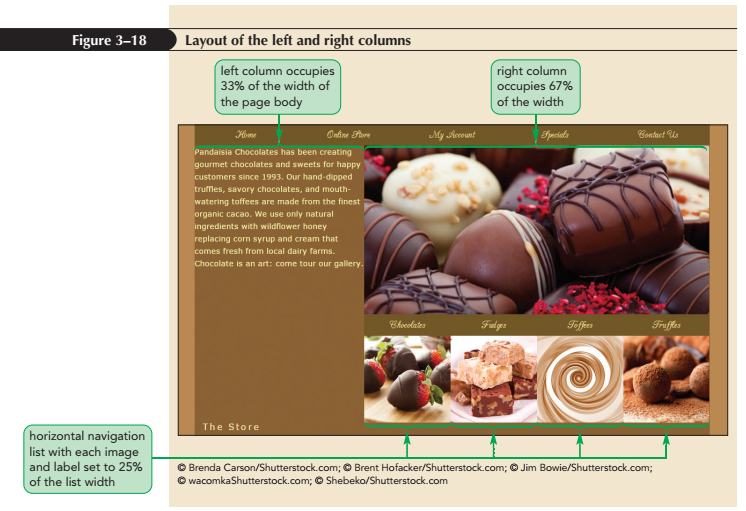 Figure 3–18
Layout of the left and right columns
left column occupies
33% of the width of
the page body
right column
occupies 67%
of the width
Home Online Store My Account Specials Contact Us
Pandaisia Chocolates has been creating
gourmet chocolates and sweets for happy
customers since 1993. Our hand-dipped
truffles, savory chocolates, and mouth-
watering toffees are made from the finest
organic cacao. We use only natural
ingredients with wildflower honey
replacing corn syrup and cream that
comes fresh from local dairy farms.
Chocolate is an art: come tour our gallery.
Chocolates Fudges Toffees Truffles
The Store
horizontal navigation
list with each image
and label set to 25%
of the list width
© Brenda Carson/Shutterstock.com; © Brent Hofacker/Shutterstock.com; © Jim Bowie/Shutterstock.com;
© wacomkaShutterstock.com; © Shebeko/Shutterstock.com